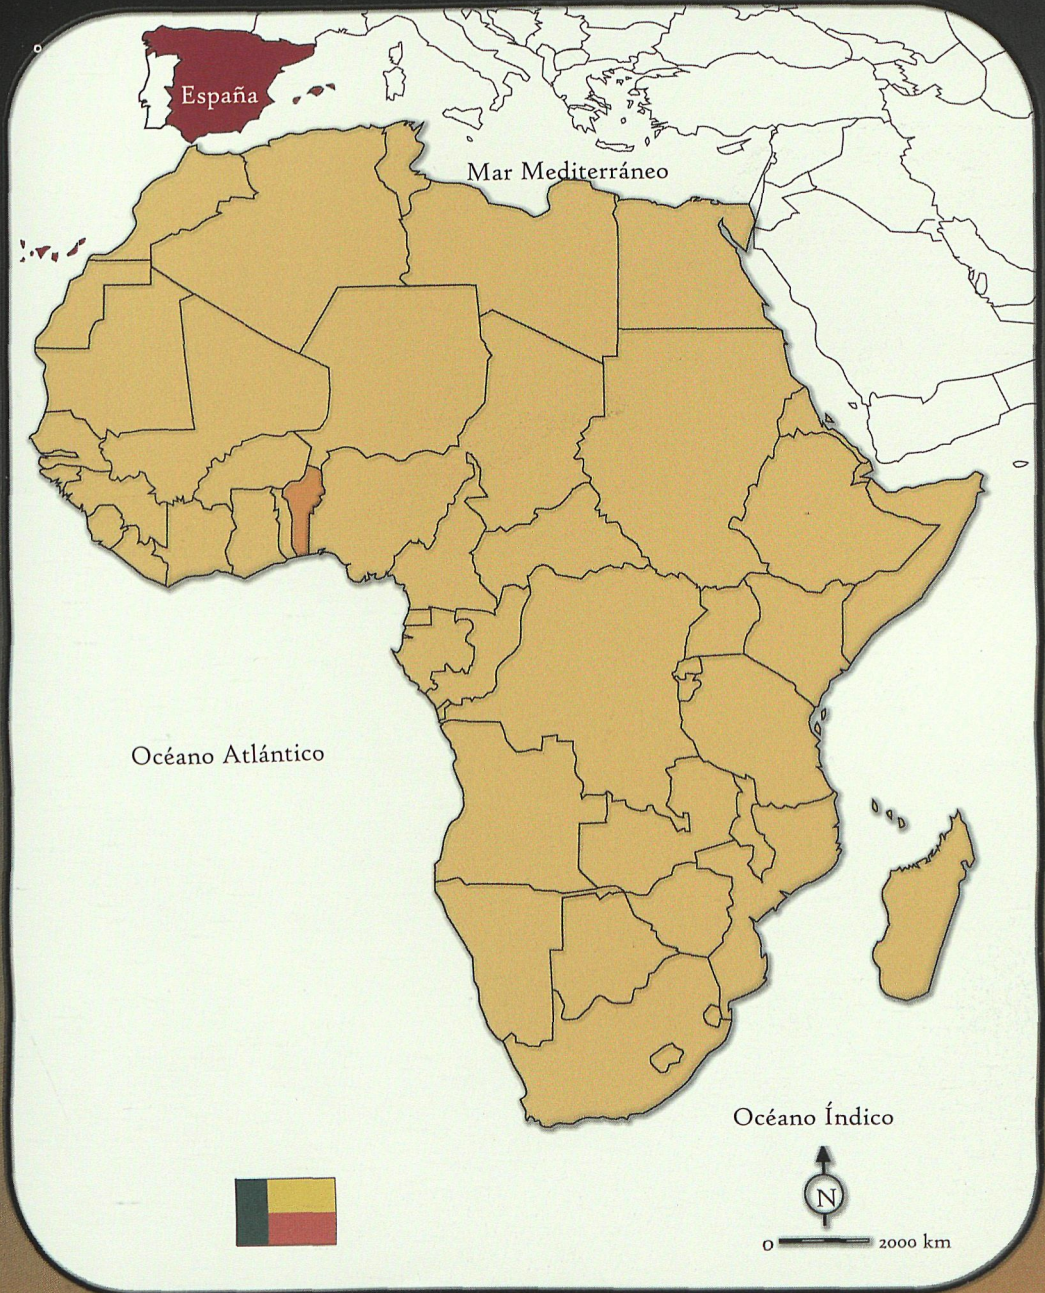 España
Mar Mediterráneo
Océano Atlántico
Océano Índico
N
0 2000 km